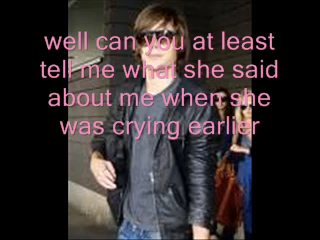 well can you at least
tell me what she said
about me when she
was crying earlier